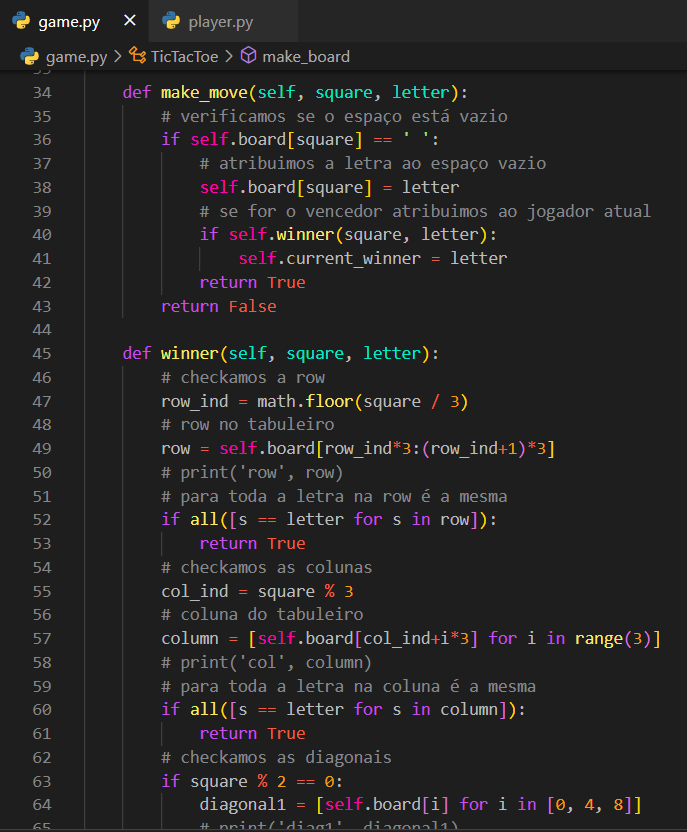 game.py × player.py
game.py > TicTacToe > make_board
34 def make_move(self, square, letter):
35 # verificamos se o espaço está vazio
36 if self.board[square] == ' ':
37 # atribuimos a letra ao espaço vazio
38 self.board[square] = letter
39 # se for o vencedor atribuimos ao jogador atual
40 if self.winner(square, letter):
41 self.current_winner = letter
42 return True
43 return False
44
45 def winner(self, square, letter):
46 # checkamos a row
47 row_ind = math.floor(square / 3)
48 # row no tabuleiro
49 row = self.board[row_ind*3:(row_ind+1)*3]
50 # print('row', row)
51 # para toda a letra na row é a mesma
52 if all([s == letter for s in row]):
53 return True
54 # checkamos as colunas
55 col_ind = square % 3
56 # coluna do tabuleiro
57 column = [self.board[col_ind+i*3] for i in range(3)]
58 # print('col', column)
59 # para toda a letra na coluna é a mesma
60 if all([s == letter for s in column]):
61 return True
62 # checkamos as diagonais
63 if square % 2 == 0:
64 diagonal1 = [self.board[i] for i in [0, 4, 8]]
65 # print('diag1', diagonal1)